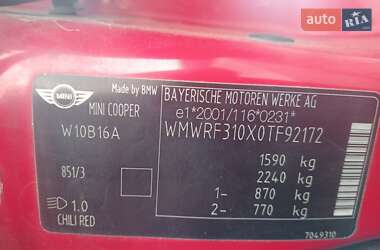 auto RIA.com
MINI
Made by BMW
MINI COOPER
W10B16A
851/3
1.0
CHILI RED
BAYERISCHE MOTOREN WERKE AG
e1*2001/116*0231*
WMWRF310X0TF92172
1590 kg
2240 kg
1- 870 kg
2- 770 kg
7049310